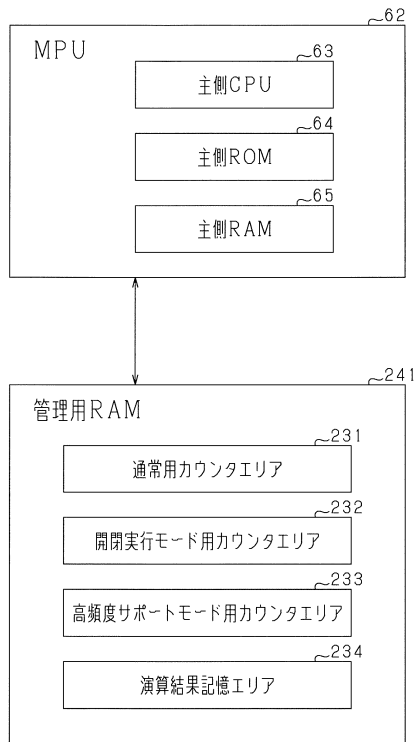 62
MPU
63
主側CPU
64
主側ROM
65
主側RAM
241
管理用RAM
231
通常用カウンタエリア
232
開閉実行モード用カウンタエリア
233
高頻度サポートモード用カウンタエリア
234
演算結果記憶エリア